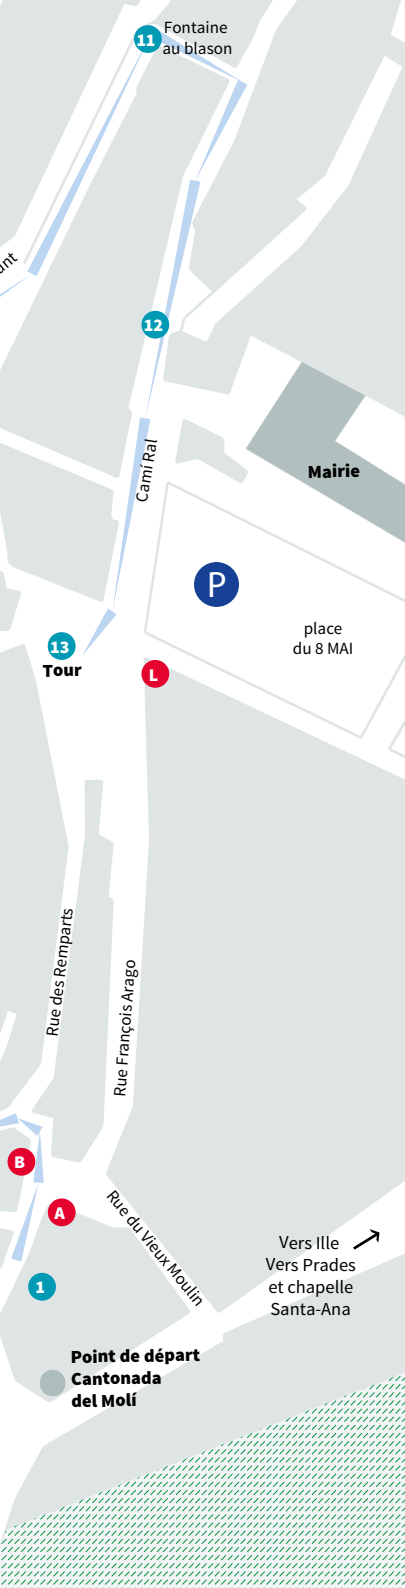 11
Fontaine
au blason
unt
12
Camí Ral
Mairie
P
place
du 8 MAI
13
Tour
L
Rue des Remparts
Rue François Arago
B
A
Rue du Vieux Moulin
1
Vers Ille
Vers Prades
et chapelle
Santa-Ana
Point de départ
Cantonada
del Molí